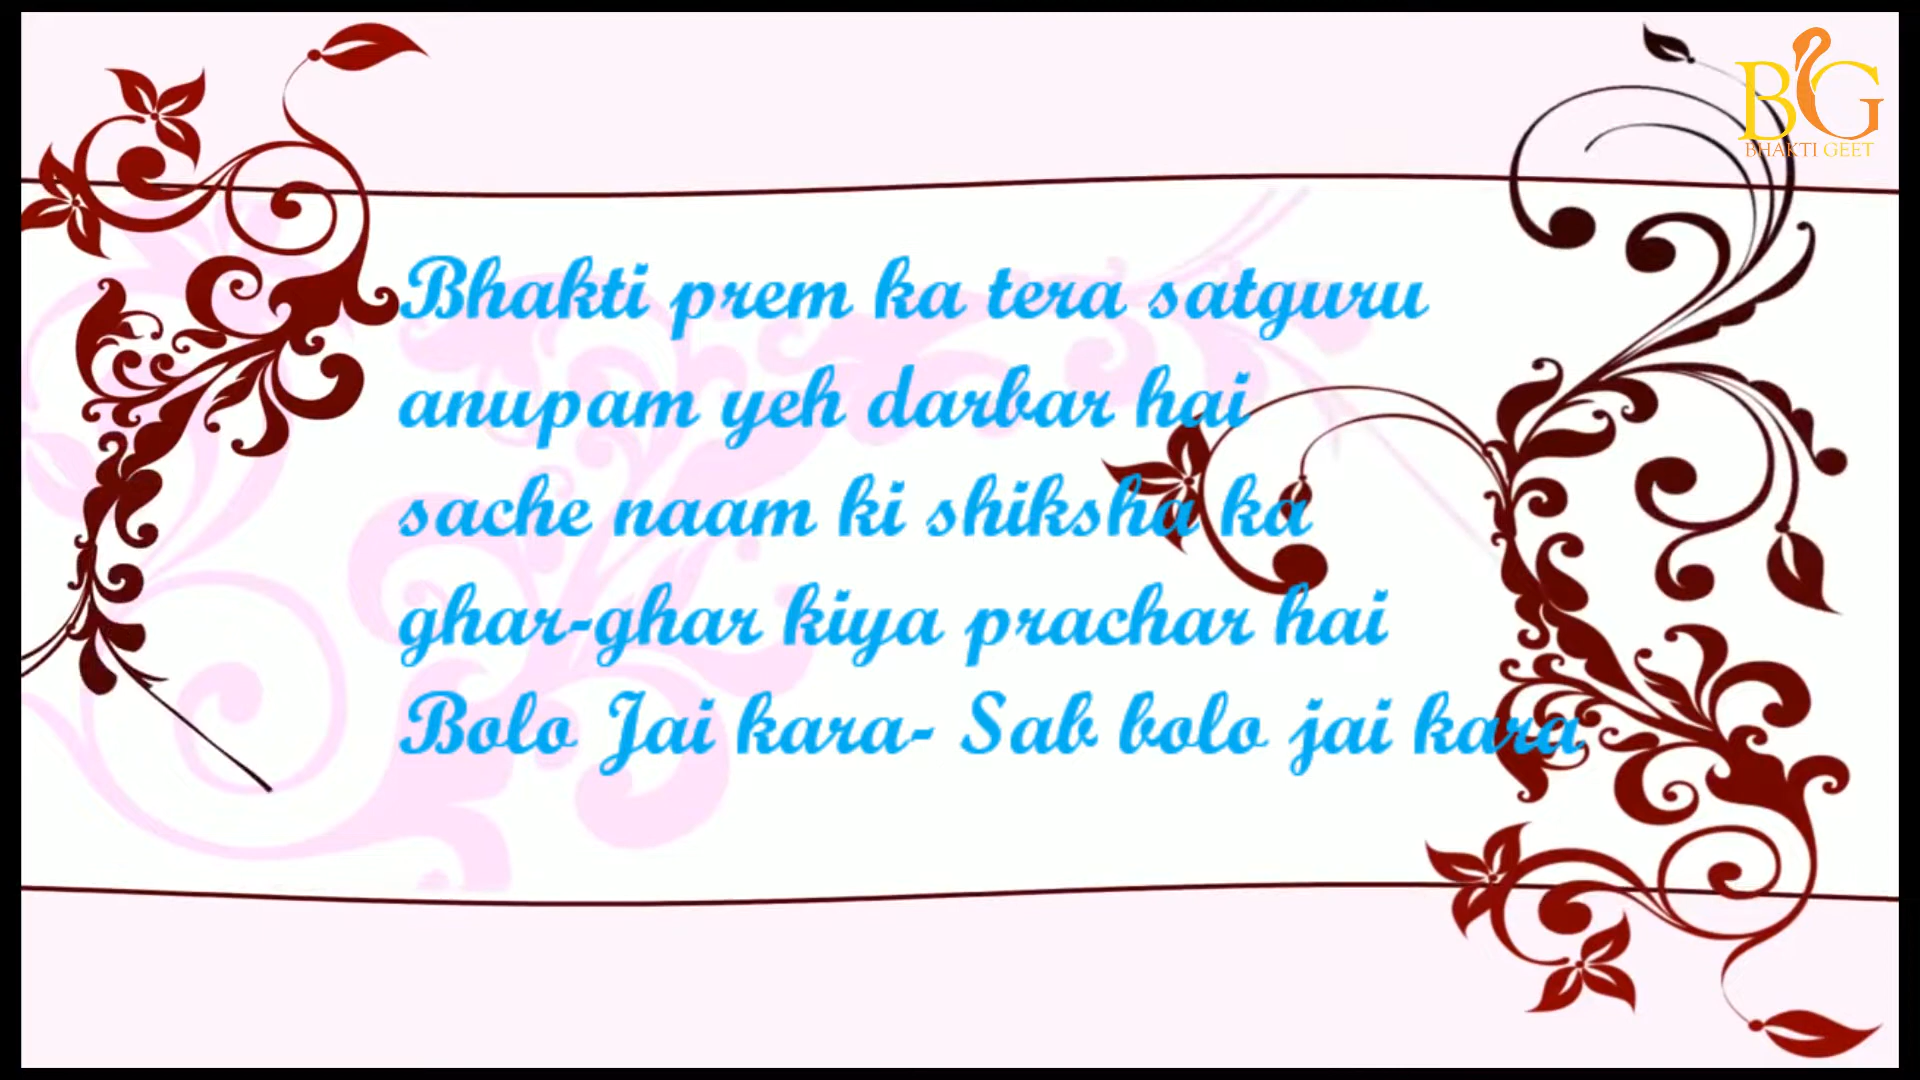 BG
BHAKTI GEET
Bhakti prem ka tera satguru
anupam yeh darbar hai
sache naam ki shiksha ka
ghar-ghar kiya prachar hai
Bolo Jai kara- Sab bolo jai kara